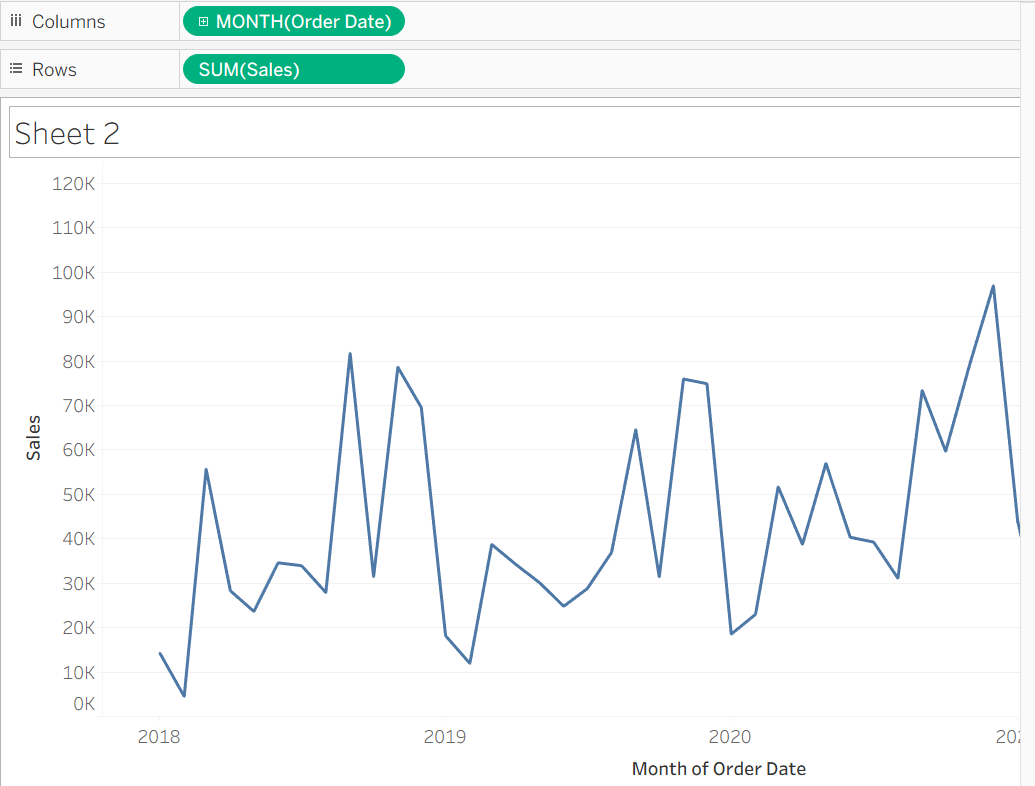 Columns
MONTH(Order Date)
Rows
SUM(Sales)
Sheet 2
120K
110K
100K
90K
80K
70K
60K
50K
40K
30K
20K
10K
0K
Sales
2018
2019
2020
Month of Order Date